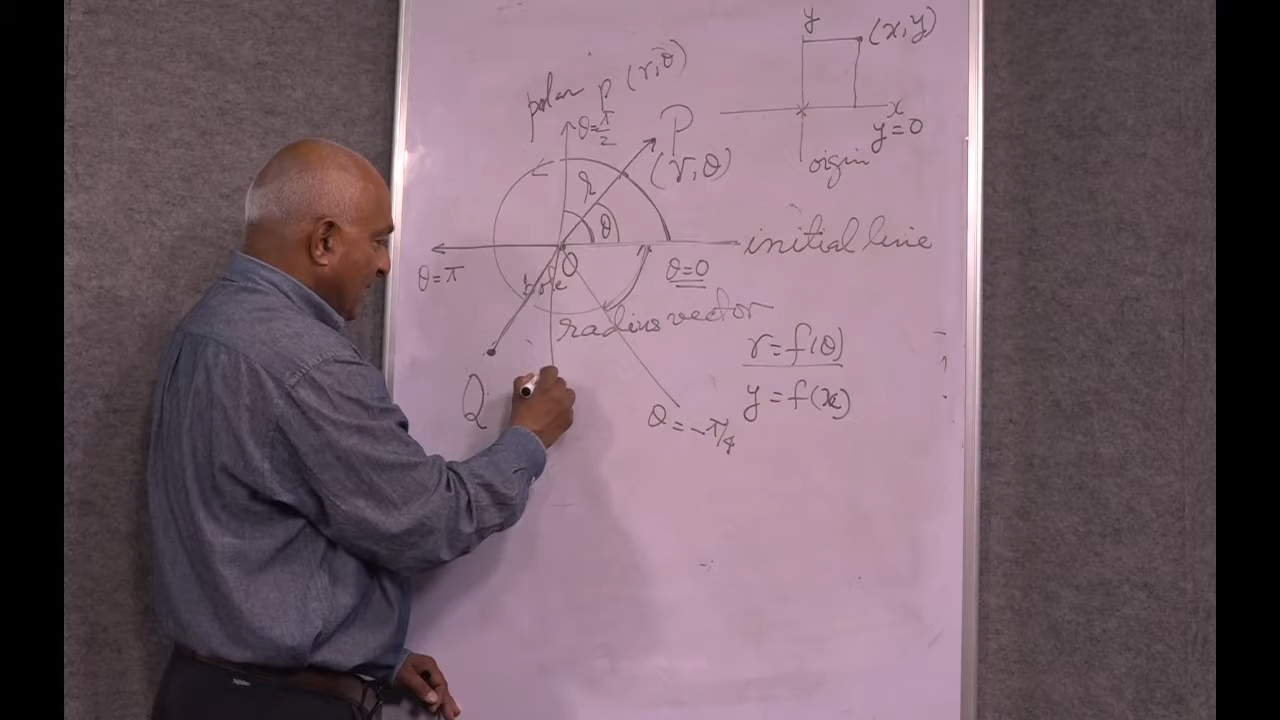 y
(x,y)
polar P (r,θ)
θ=π/2
P
x
y=0
(r,θ)
origin
r
θ
initial line
θ=π
O
θ=0
pole
radius vector
r=f(θ)
Q
y=f(x)
θ=-π/4